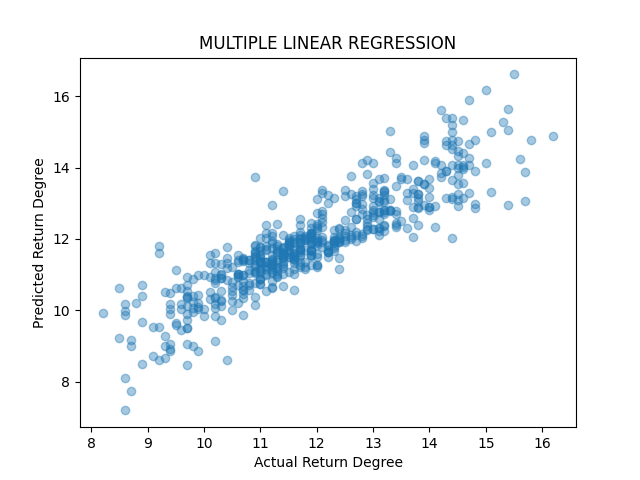 MULTIPLE LINEAR REGRESSION
16
14
12
10
8
Predicted Return Degree
8 9 10 11 12 13 14 15 16
Actual Return Degree